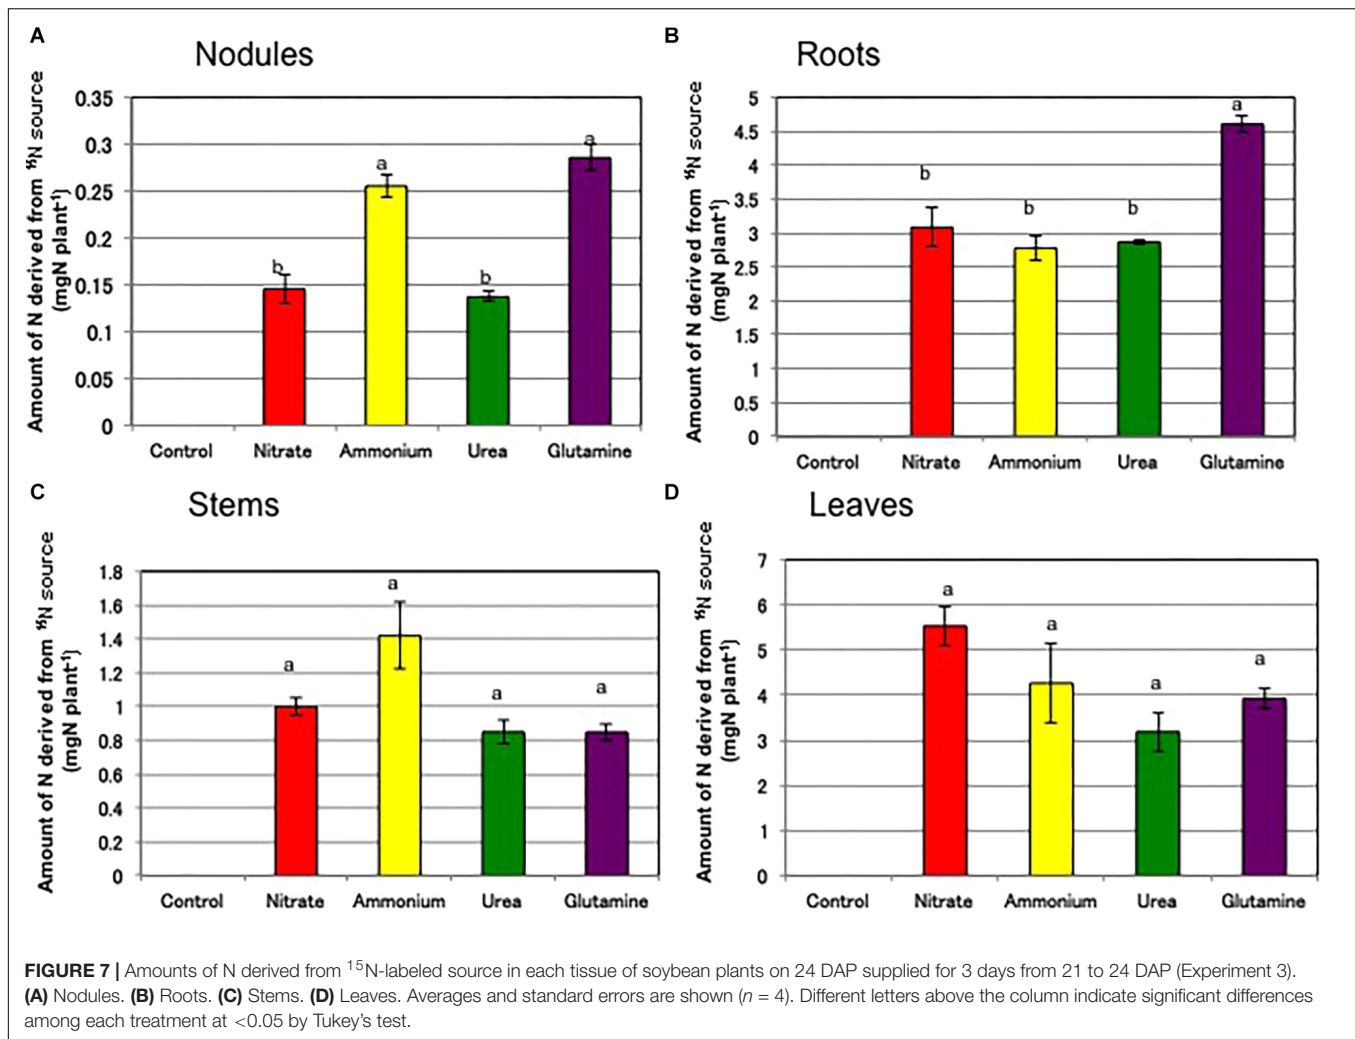 A
Nodules
Amount of N derived from ¹⁵N source
(mgN plant⁻¹)
0.35
0.3
0.25
0.2
0.15
0.1
0.05
0
b
a
b
a
Control Nitrate Ammonium Urea Glutamine
B
Roots
Amount of N derived from ¹⁵N source
(mgN plant⁻¹)
5
4.5
4
3.5
3
2.5
2
1.5
1
0.5
0
b
b
b
a
Control Nitrate Ammonium Urea Glutamine
C
Stems
Amount of N derived from ¹⁵N source
(mgN plant⁻¹)
1.8
1.6
1.4
1.2
1
0.8
0.6
0.4
0.2
0
a
a
a
a
Control Nitrate Ammonium Urea Glutamine
D
Leaves
Amount of N derived from ¹⁵N source
(mgN plant⁻¹)
7
6
5
4
3
2
1
0
a
a
a
a
Control Nitrate Ammonium Urea Glutamine
FIGURE 7 | Amounts of N derived from ¹⁵N-labeled source in each tissue of soybean plants on 24 DAP supplied for 3 days from 21 to 24 DAP (Experiment 3).
(A) Nodules. (B) Roots. (C) Stems. (D) Leaves. Averages and standard errors are shown (n = 4). Different letters above the column indicate significant differences
among each treatment at <0.05 by Tukey's test.